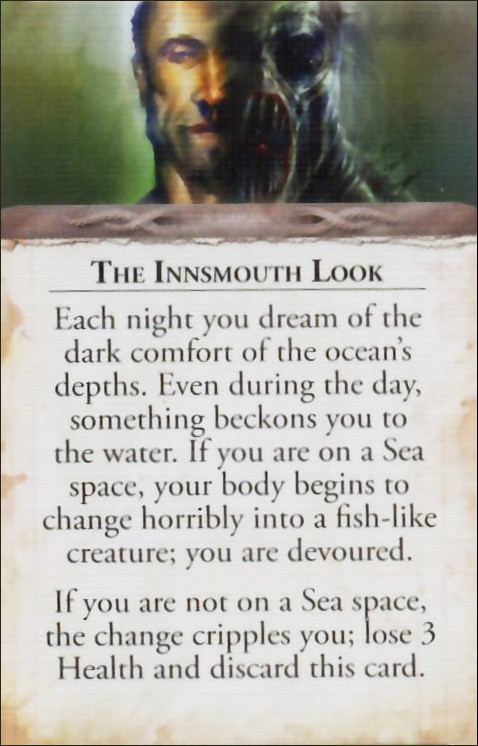 The Innsmouth Look
Each night you dream of the
dark comfort of the ocean's
depths. Even during the day,
something beckons you to
the water. If you are on a Sea
space, your body begins to
change horribly into a fish-like
creature; you are devoured.
If you are not on a Sea space,
the change cripples you; lose 3
Health and discard this card.